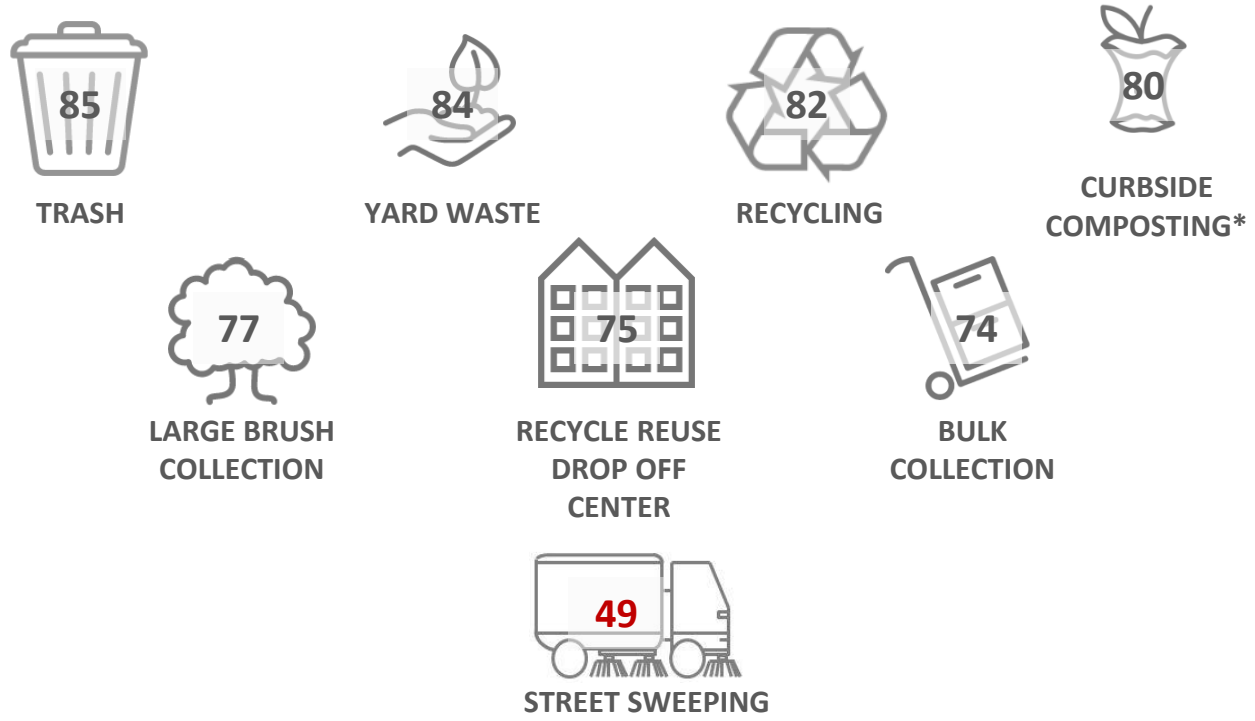 85
84
82
80
TRASH
YARD WASTE
RECYCLING
CURBSIDE
COMPOSTING*
77
75
74
LARGE BRUSH
COLLECTION
RECYCLE REUSE
DROP OFF
CENTER
BULK
COLLECTION
49
STREET SWEEPING